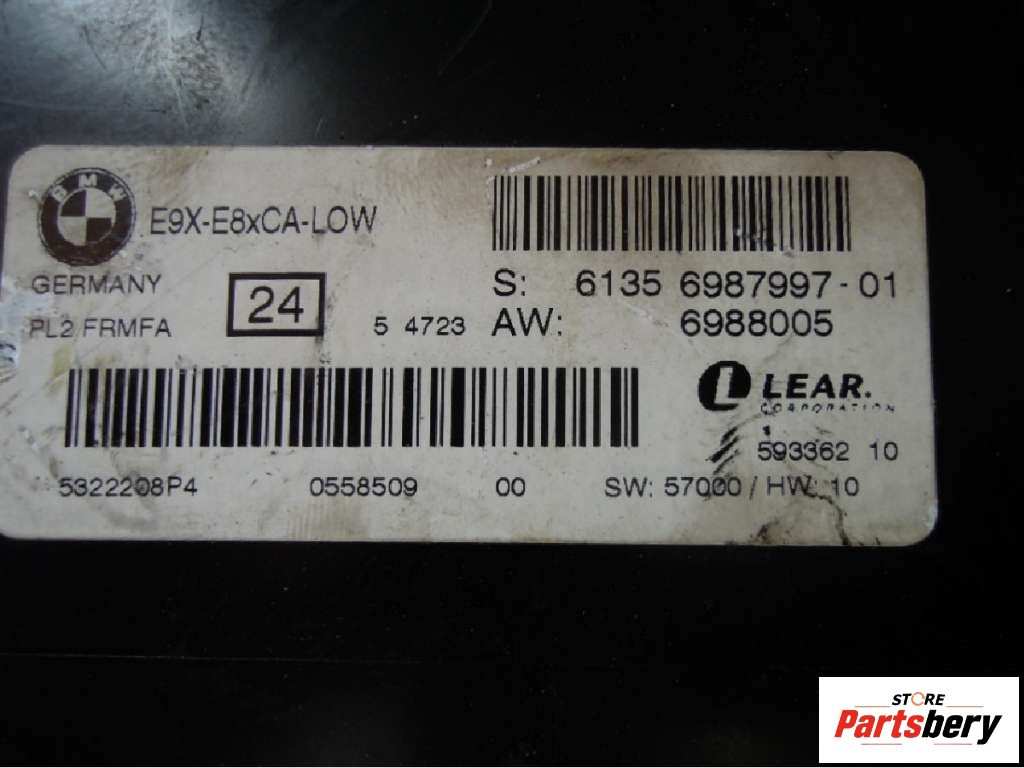 BMW
E9X-E8xCA-LOW
GERMANY
24
S: 6135 6987997-01
PL2 FRMFA
5 4723
AW: 6988005
LEAR.
CORPORATION
593362 10
5322208P4 0558509 00 SW: 57000 / HW: 10
STORE
Partsbery